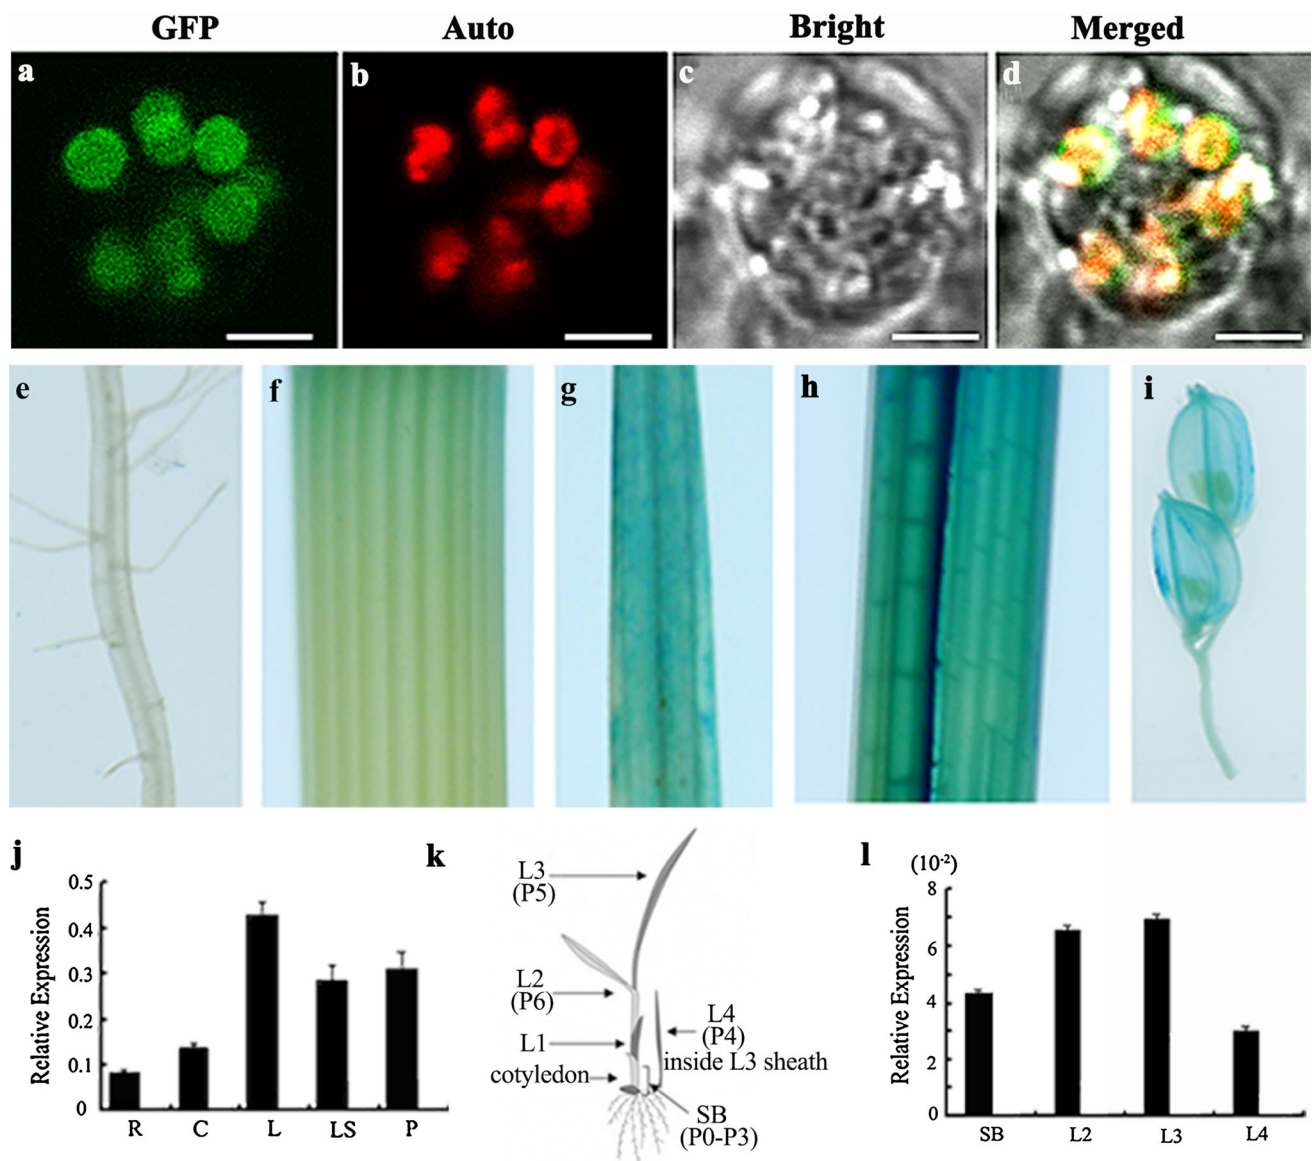 GFP Auto Bright Merged
a b c d
e f g h i
j
Relative Expression
0.5
0.4
0.3
0.2
0.1
0
R C L LS P
k
L3
(P5)
L2
(P6)
L1
cotyledon
L4
(P4)
inside L3 sheath
SB
(P0-P3)
l
(10-2)
Relative Expression
8
6
4
2
0
SB L2 L3 L4